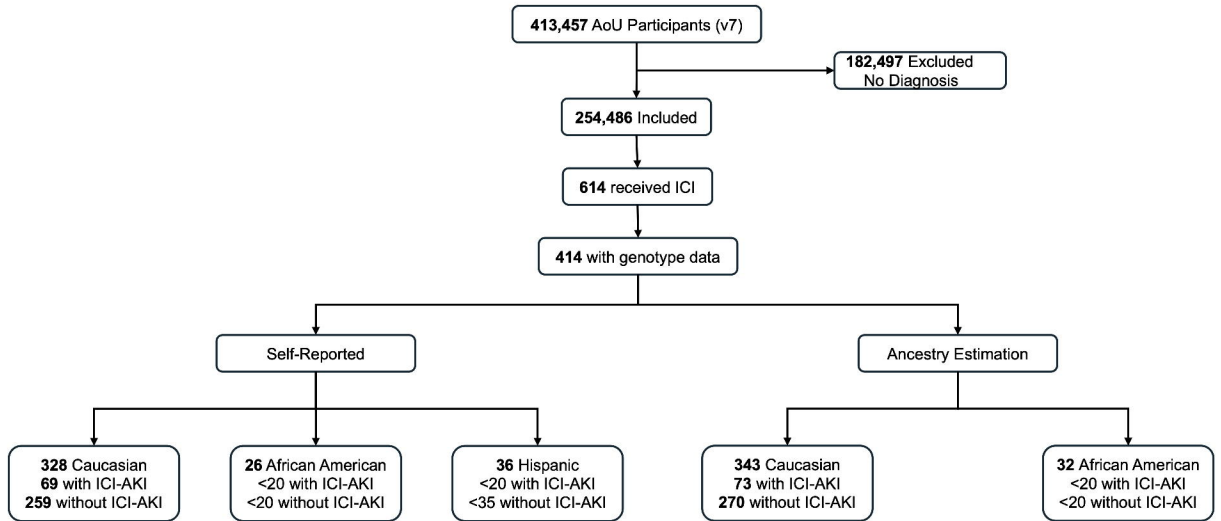 413,457 AoU Participants (v7)
182,497 Excluded
No Diagnosis
254,486 Included
614 received ICI
414 with genotype data
Self-Reported
Ancestry Estimation
328 Caucasian
69 with ICI-AKI
259 without ICI-AKI
26 African American
<20 with ICI-AKI
<20 without ICI-AKI
36 Hispanic
<20 with ICI-AKI
<35 without ICI-AKI
343 Caucasian
73 with ICI-AKI
270 without ICI-AKI
32 African American
<20 with ICI-AKI
<20 without ICI-AKI